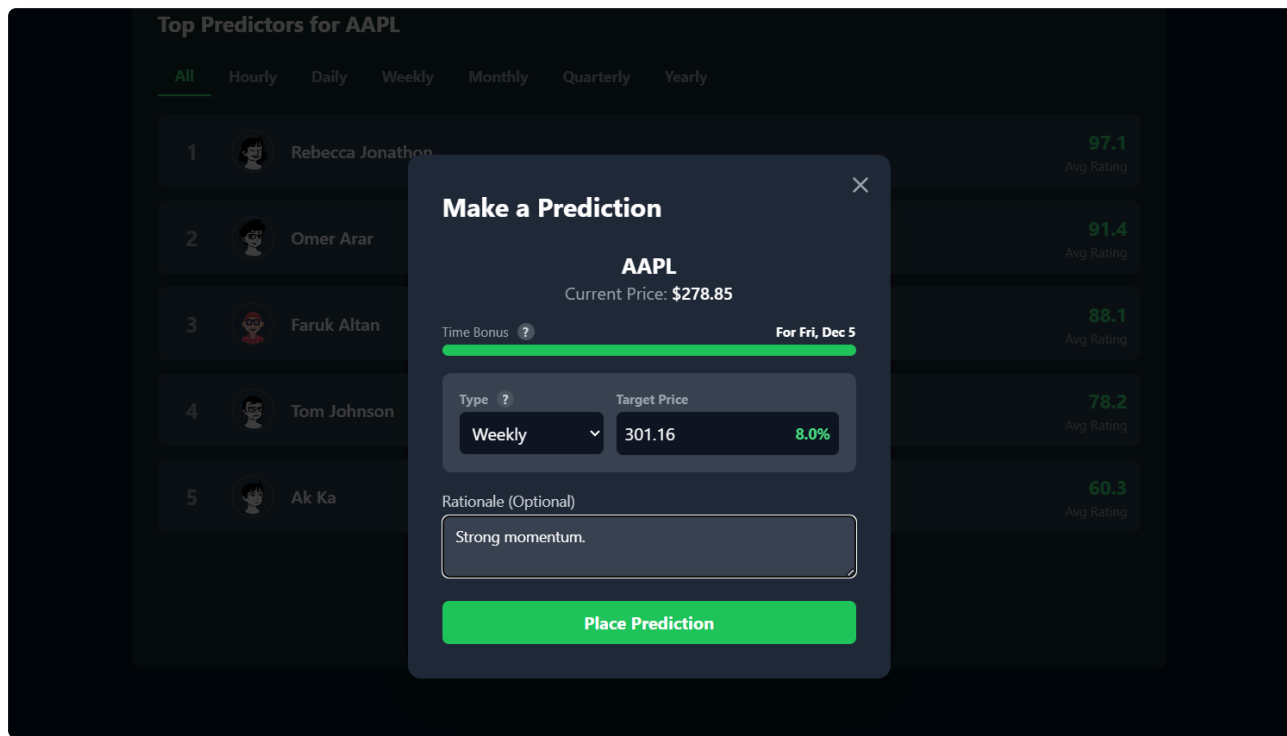 Top Predictors for AAPL
All Hourly Daily Weekly Monthly Quarterly Yearly
1 Rebecca Jonathon 97.1
Avg Rating
2 Omer Arar 91.4
Avg Rating
3 Faruk Altan 88.1
Avg Rating
4 Tom Johnson 78.2
Avg Rating
5 Ak Ka 60.3
Avg Rating
Make a Prediction
AAPL
Current Price: $278.85
Time Bonus ? For Fri, Dec 5
Type ? Target Price
Weekly 301.16 8.0%
Rationale (Optional)
Strong momentum.
Place Prediction